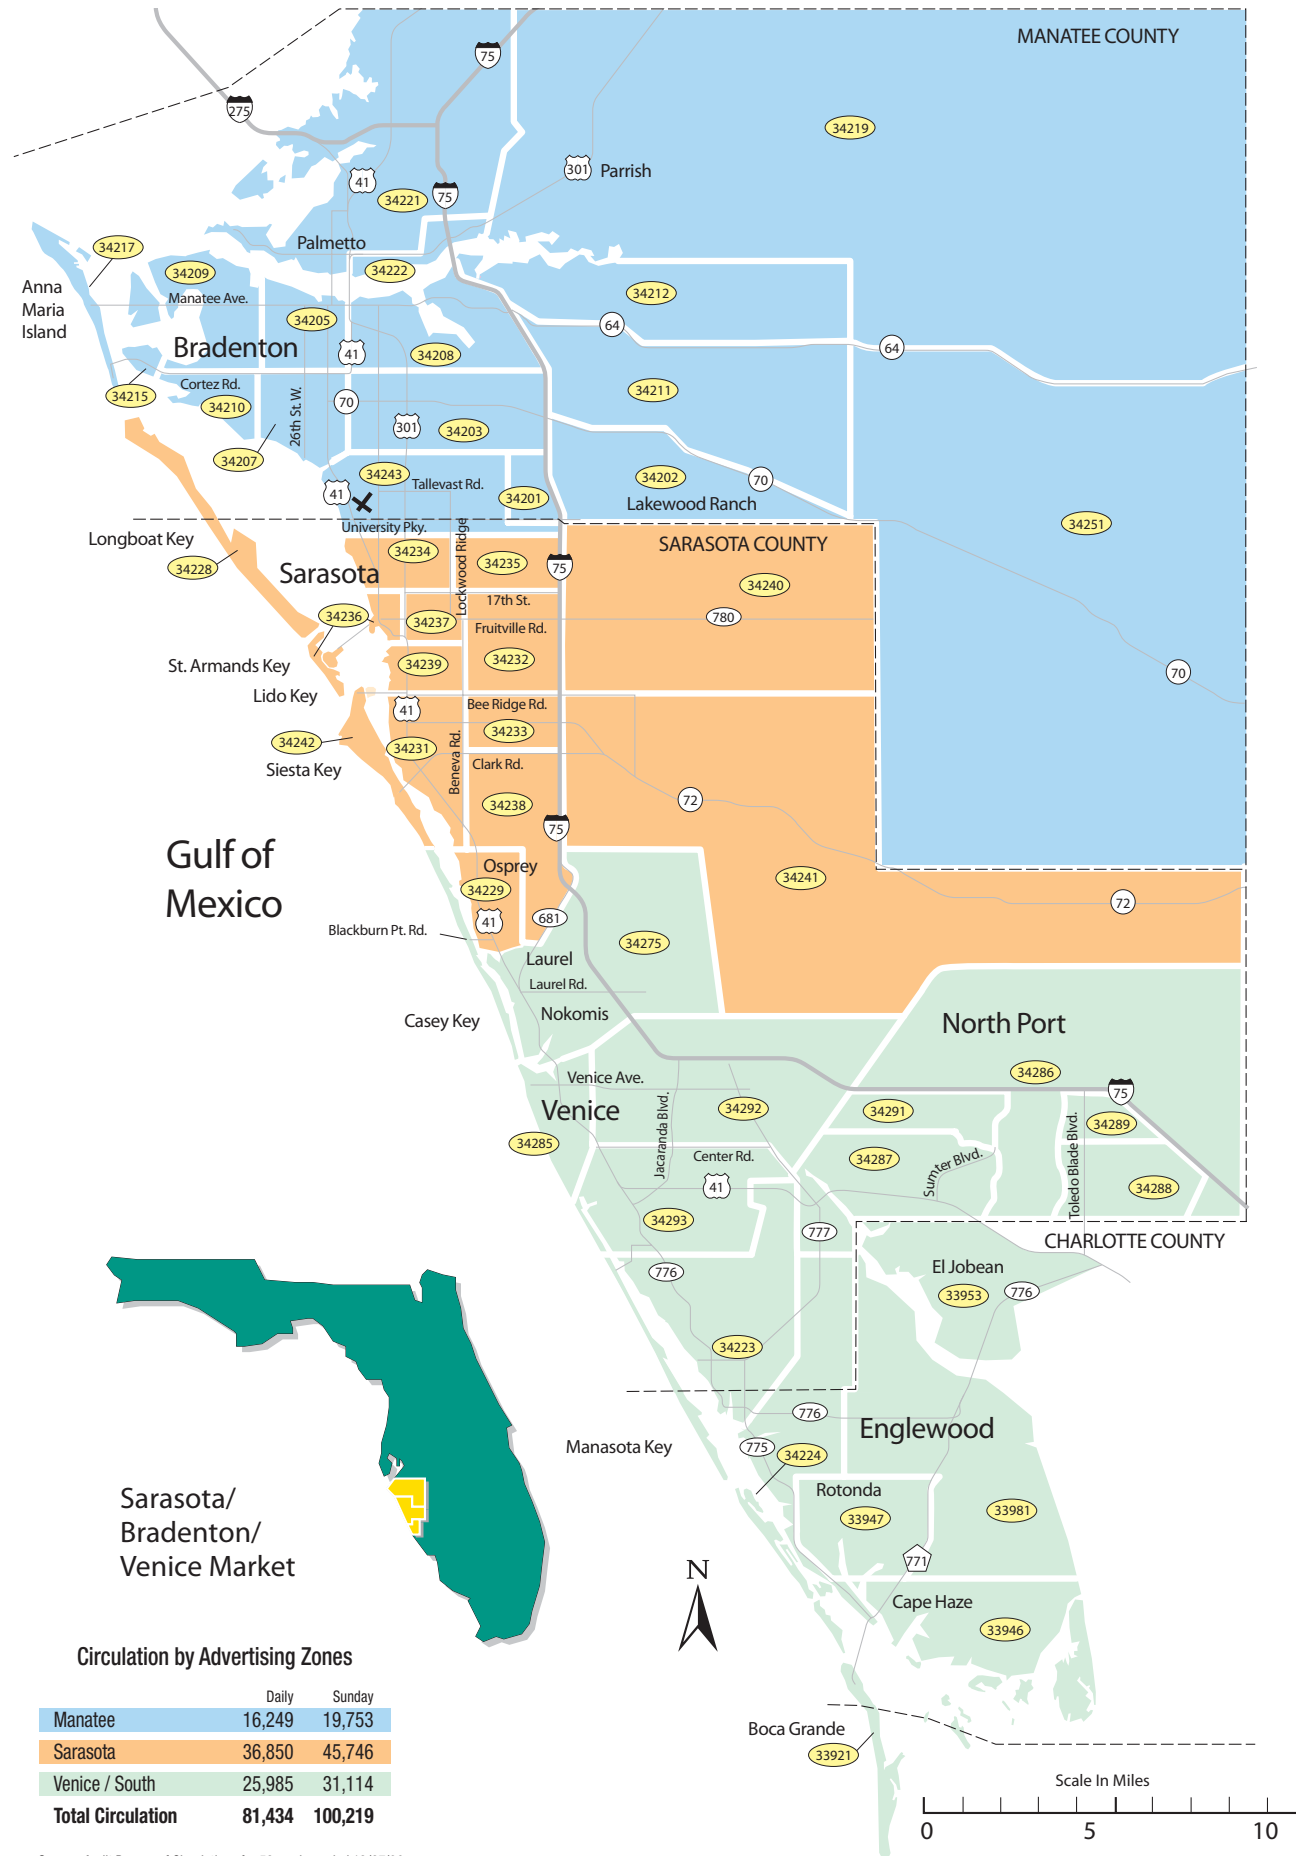 MANATEE COUNTY
75
275
34219
301
Parrish
41
75
34221
34217
Palmetto
34209
34222
Anna
Maria
Island
Manatee Ave.
34212
34205
64
64
Bradenton
41
34208
Cortez Rd.
34211
34215
34210
70
26th St. W.
301
34203
34207
34243
34202
70
Tallevast Rd.
41
34201
Lakewood Ranch
34251
University Pky.
Longboat Key
34234
Lockwood Ridge
SARASOTA COUNTY
34228
Sarasota
34235
75
34240
17th St.
34236
34237
780
Fruitville Rd.
St. Armands Key
34239
34232
70
Lido Key
41
Bee Ridge Rd.
34233
34242
34231
Siesta Key
Beneva Rd.
Clark Rd.
34238
72
75
Gulf of
Mexico
Osprey
34241
34229
72
41
681
Blackburn Pt. Rd.
34275
Laurel
Laurel Rd.
Casey Key
Nokomis
North Port
34286
Venice Ave.
75
Venice
34292
34291
Jacaranda Blvd.
34289
Toledo Blade Blvd.
34285
Center Rd.
34287
Sumter Blvd.
41
34288
34293
777
CHARLOTTE COUNTY
776
El Jobean
33953
776
34223
776
Englewood
Manasota Key
775
34224
Rotonda
33947
33981
771
Cape Haze
33946
Sarasota/
Bradenton/
Venice Market
N
Boca Grande
33921
Scale In Miles
0 5 10
Circulation by Advertising Zones
Daily Sunday
Manatee 16,249 19,753
Sarasota 36,850 45,746
Venice / South 25,985 31,114
Total Circulation 81,434 100,219